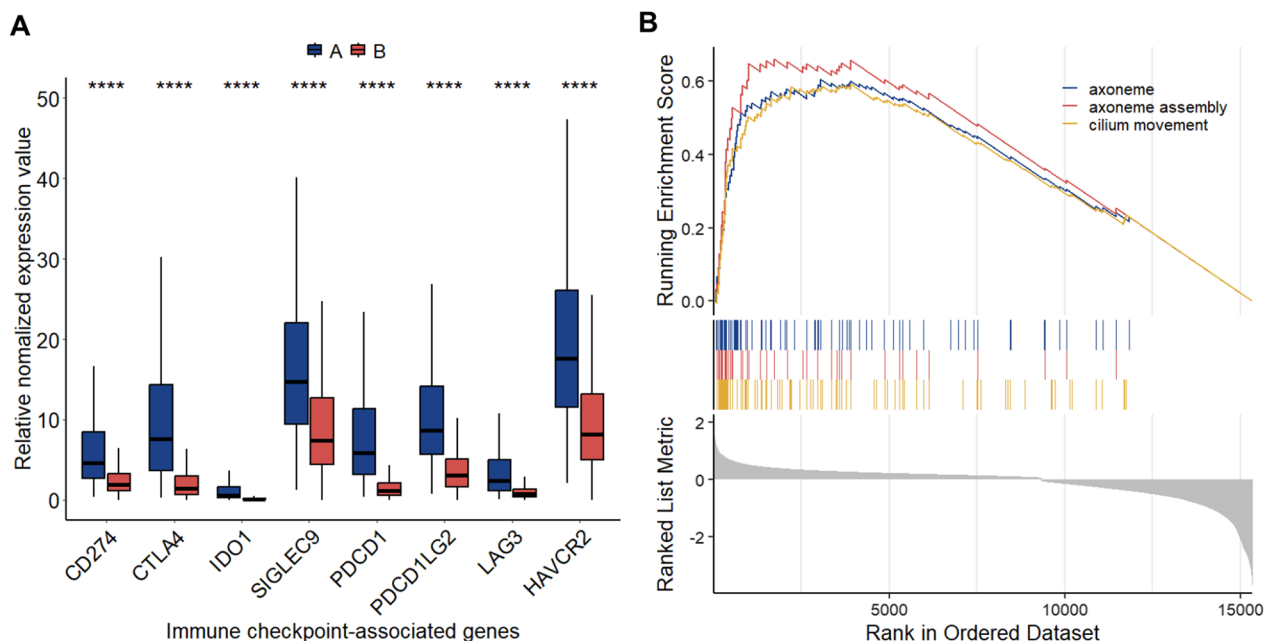 A
A B
**** **** **** **** **** **** **** ****
Relative normalized expression value
50
40
30
20
10
0
CD274 CTLA4 IDO1 SIGLEC9 PDCD1 PDCD1LG2 LAG3 HAVCR2
Immune checkpoint-associated genes
B
Running Enrichment Score
0.6
0.4
0.2
0.0
axoneme
axoneme assembly
cilium movement
Ranked List Metric
2
0
-2
5000 10000 15000
Rank in Ordered Dataset